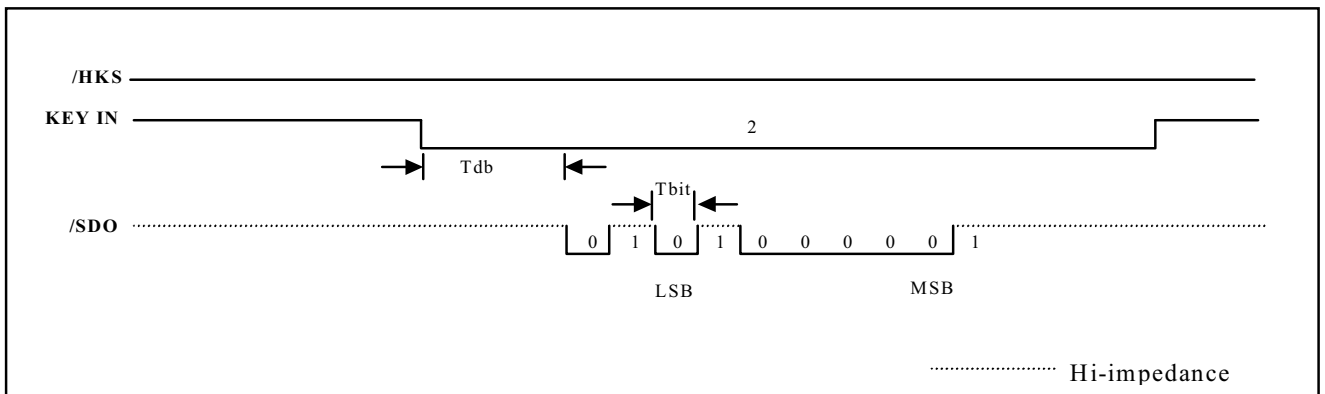 /HKS
KEY IN
2
Tdb
Tbit
/SDO
0 1 0 1 0 0 0 0 0 1
LSB
MSB
Hi-impedance